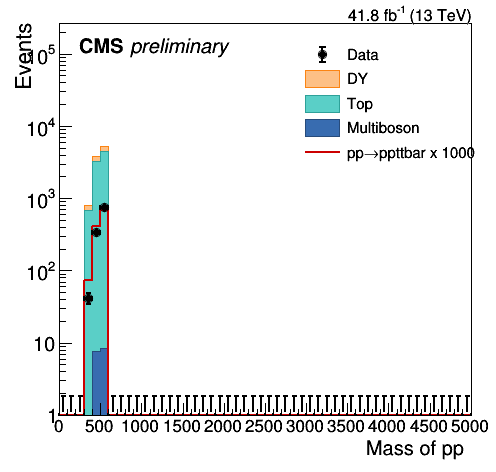 41.8 fb⁻¹ (13 TeV)
Events
CMS preliminary
Data
DY
Top
Multiboson
pp→ppttbar x 1000
10⁵
10⁴
10³
10²
10
1
0 500 1000 1500 2000 2500 3000 3500 4000 4500 5000
Mass of pp